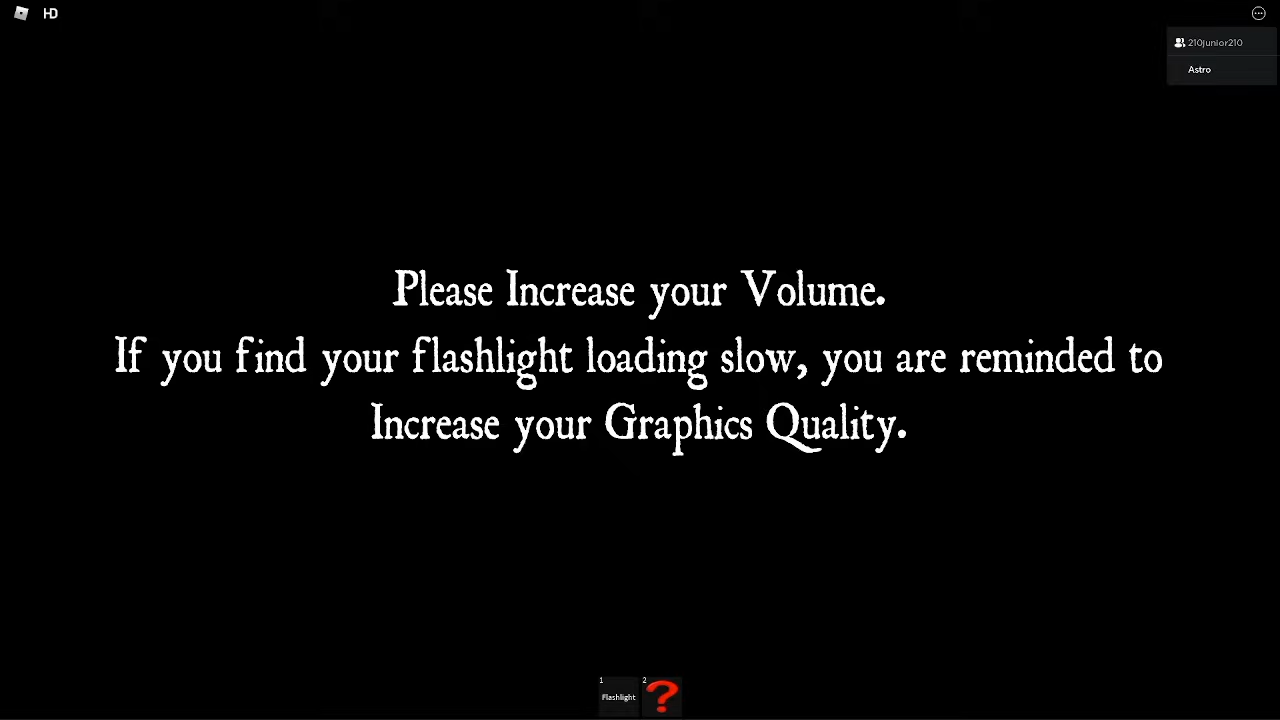 HD
210junior210
Astro
Please Increase your Volume.
If you find your flashlight loading slow, you are reminded to
Increase your Graphics Quality.
1
Flashlight
2
?